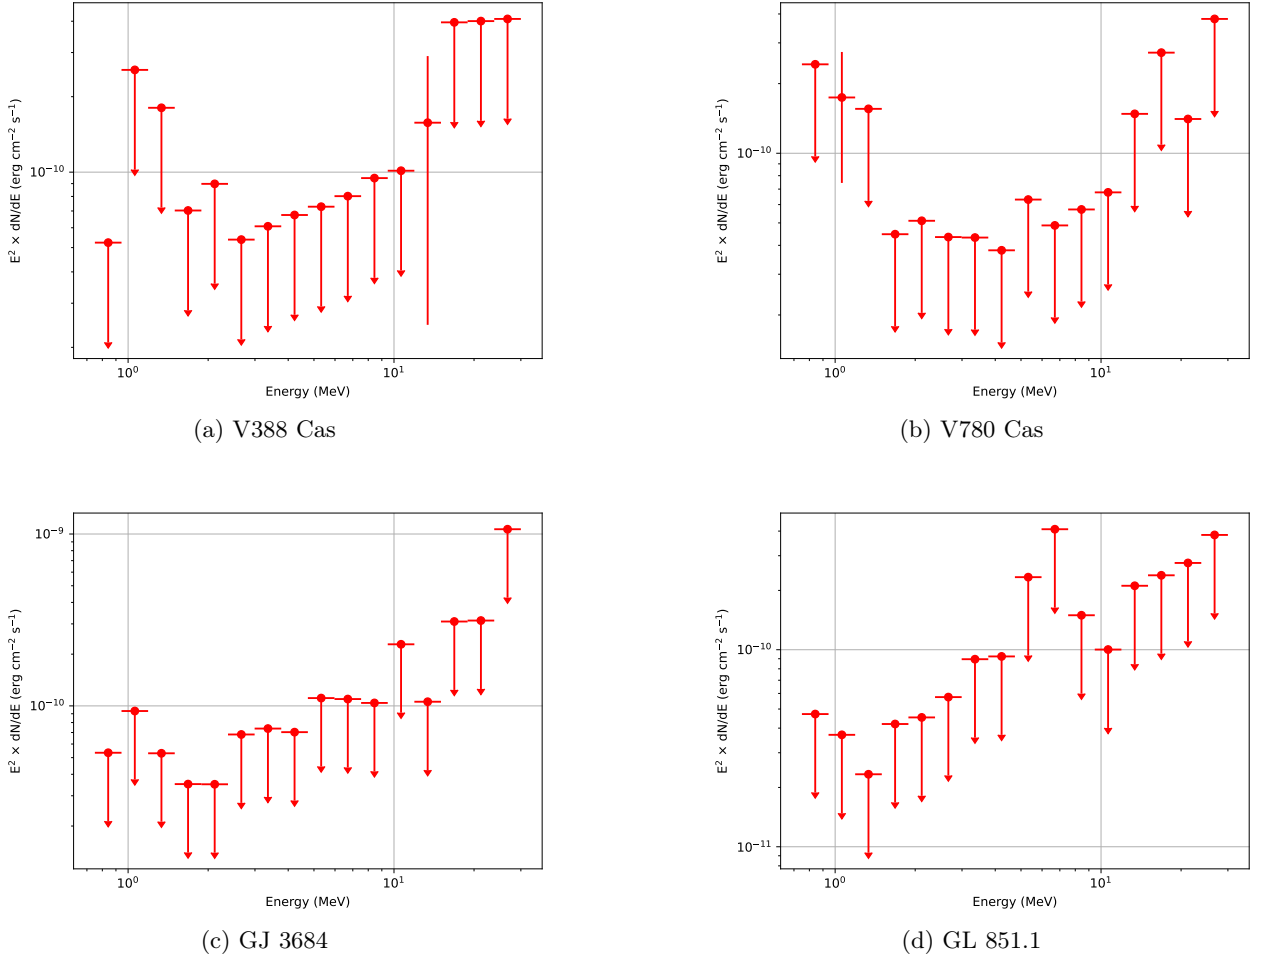 E² × dN/dE (erg cm⁻² s⁻¹)
10⁻¹⁰
10⁰
10¹
Energy (MeV)
(a) V388 Cas
E² × dN/dE (erg cm⁻² s⁻¹)
10⁻¹⁰
10⁰
10¹
Energy (MeV)
(b) V780 Cas
E² × dN/dE (erg cm⁻² s⁻¹)
10⁻⁹
10⁻¹⁰
10⁰
10¹
Energy (MeV)
(c) GJ 3684
E² × dN/dE (erg cm⁻² s⁻¹)
10⁻¹⁰
10⁻¹¹
10⁰
10¹
Energy (MeV)
(d) GL 851.1